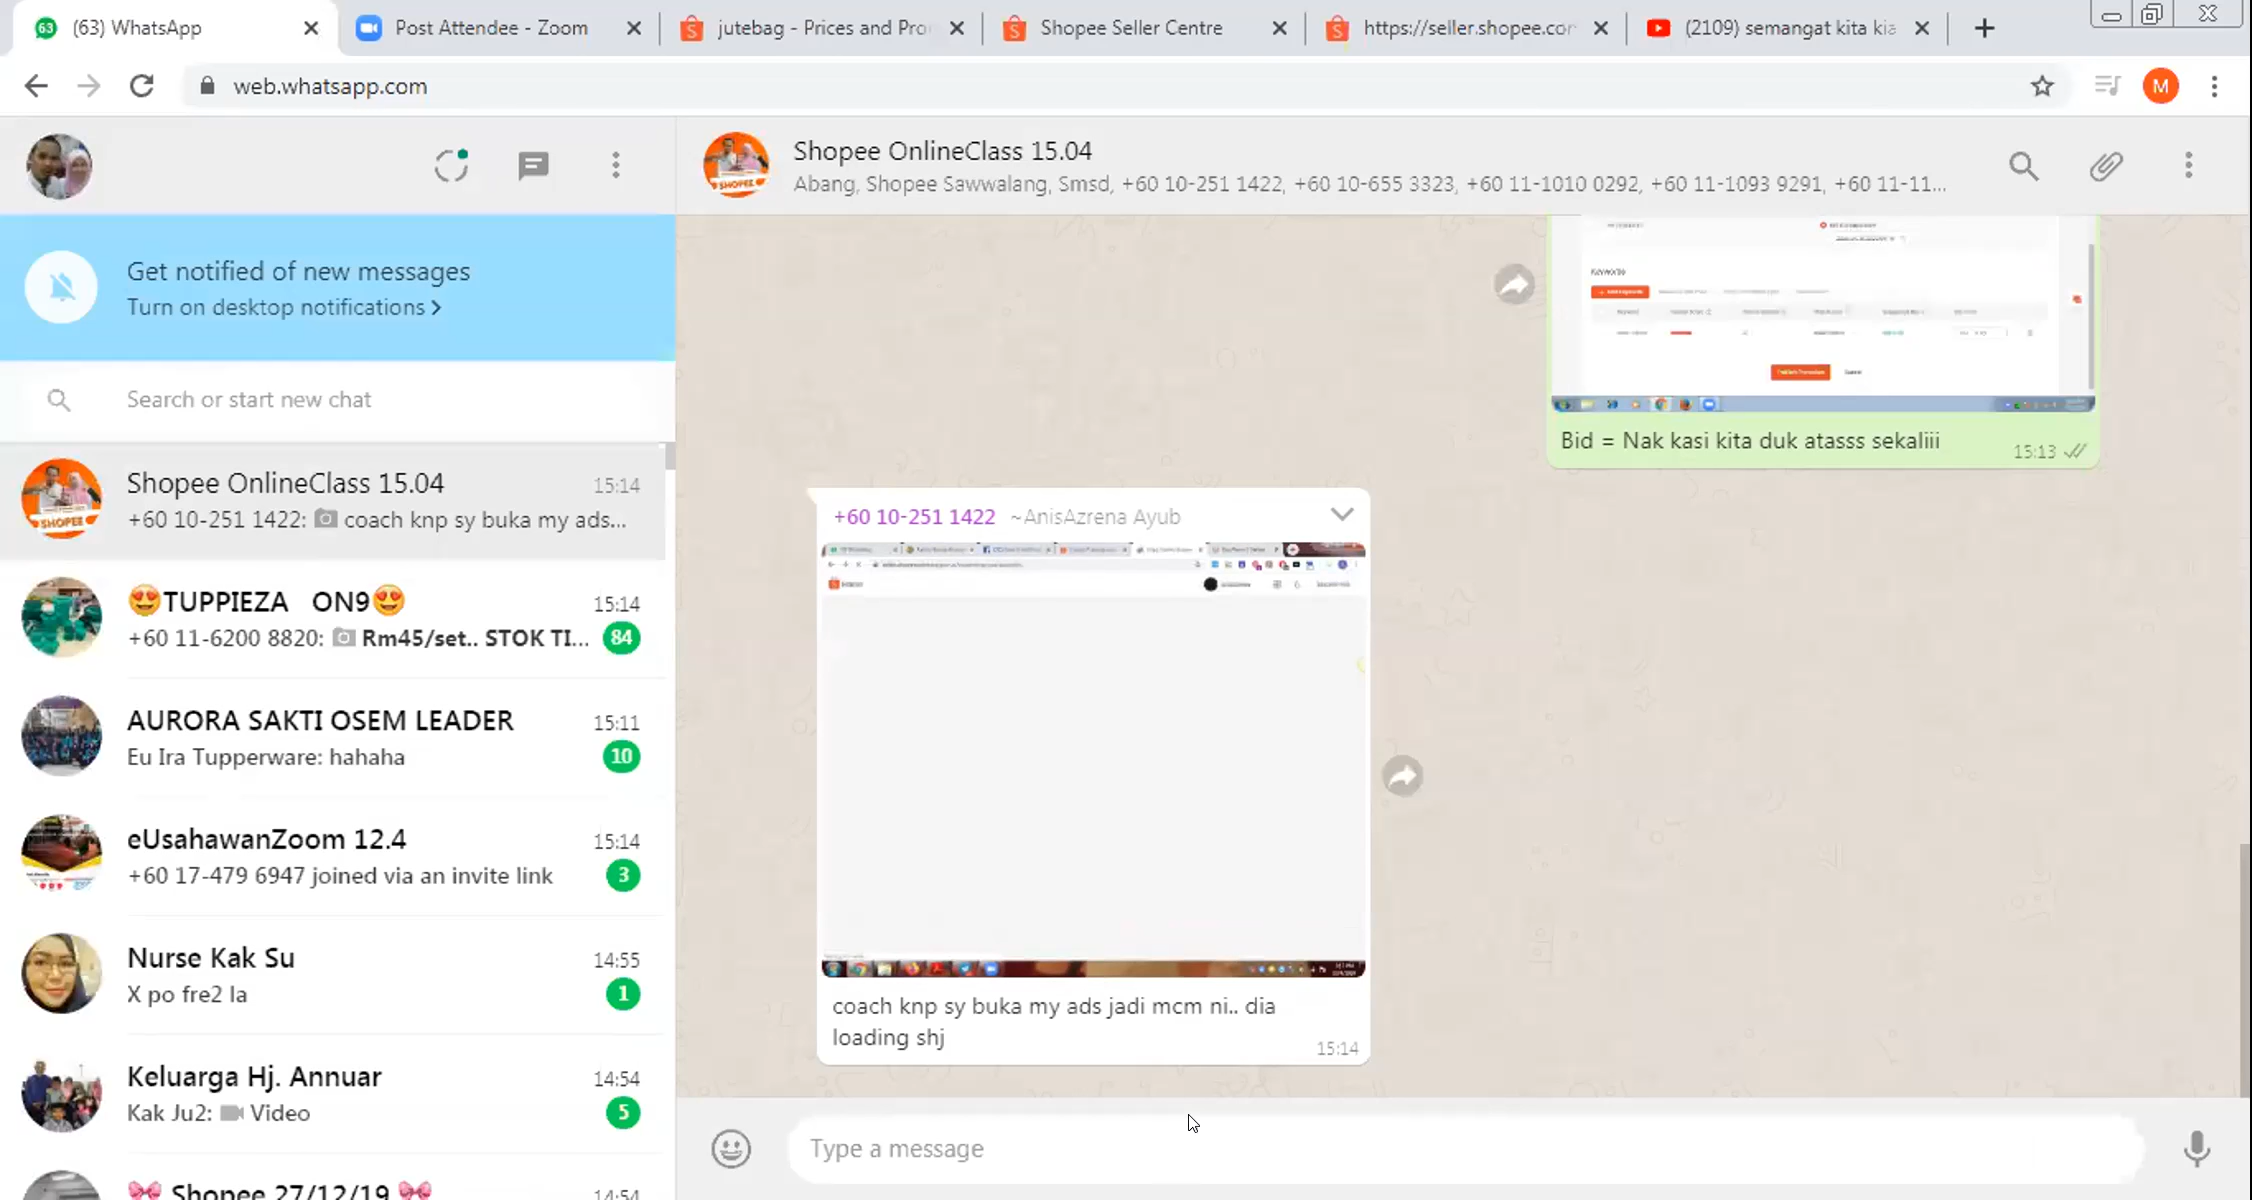 63
(63) WhatsApp
Post Attendee - Zoom
jutebag - Prices and Pro
Shopee Seller Centre
https://seller.shopee.cor
(2109) semangat kita kia
web.whatsapp.com
M
Get notified of new messages
Turn on desktop notifications
Search or start new chat
Shopee OnlineClass 15.04
15:14
+60 10-251 1422: coach knp sy buka my ads...
SHOPEE
😍TUPPIEZA ON9😍
15:14
+60 11-6200 8820: Rm45/set.. STOK TI...
84
AURORA SAKTI OSEM LEADER
15:11
Eu Ira Tupperware: hahaha
10
eUsahawanZoom 12.4
15:14
+60 17-479 6947 joined via an invite link
3
Nurse Kak Su
14:55
X po fre2 la
1
Keluarga Hj. Annuar
14:54
Kak Ju2: Video
5
🎀 Shopee 27/12/19 🎀
14:54
SHOPEE
Shopee OnlineClass 15.04
Abang, Shopee Sawwalang, Smsd, +60 10-251 1422, +60 10-655 3323, +60 11-1010 0292, +60 11-1093 9291, +60 11-11...
Keywords
Bid = Nak kasi kita duk atasss sekaliiii
15:13
+60 10-251 1422 ~AnisAzrena Ayub
coach knp sy buka my ads jadi mcm ni.. dia
loading shj
15:14
Type a message